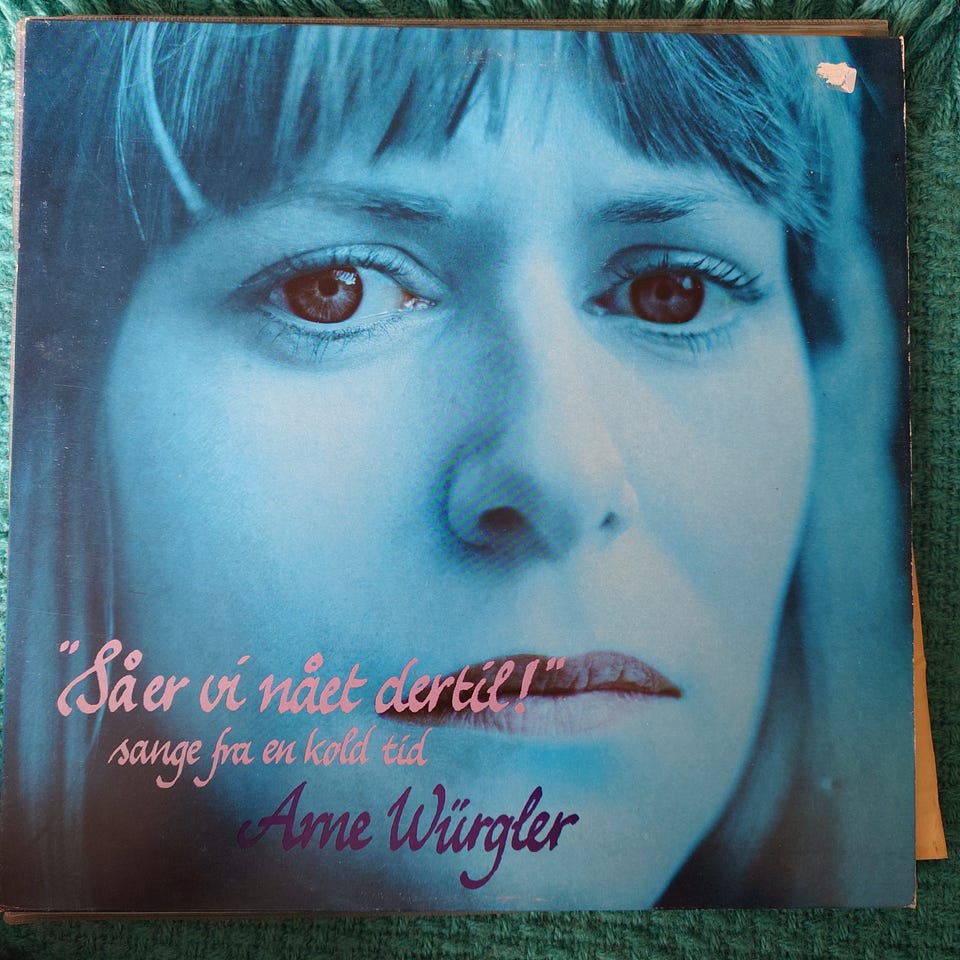 "Så er vi nået dertil!"
sange fra en kold tid
Arne Würgler